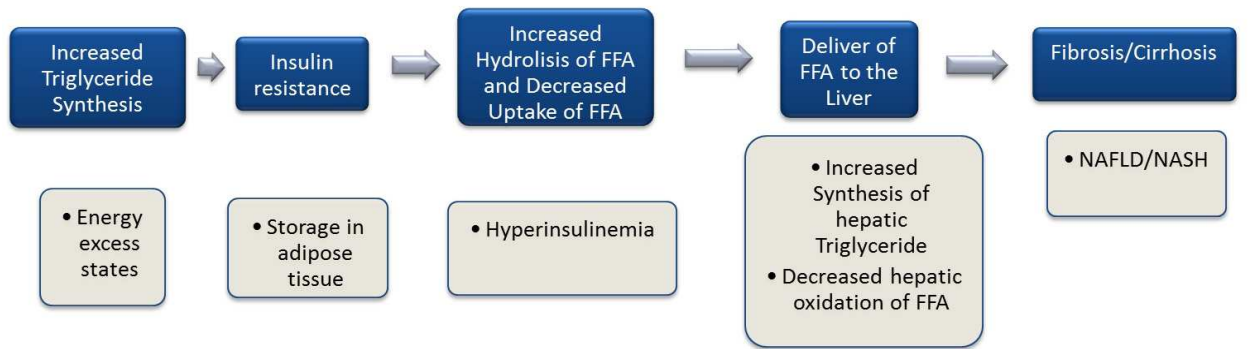 Increased
Triglyceride
Synthesis
Insulin
resistance
Increased
Hydrolisis of FFA
and Decreased
Uptake of FFA
Deliver of
FFA to the
Liver
Fibrosis/Cirrhosis
• Energy
excess
states
• Storage in
adipose
tissue
• Hyperinsulinemia
• Increased
Synthesis of
hepatic
Triglyceride
• Decreased hepatic
oxidation of FFA
• NAFLD/NASH